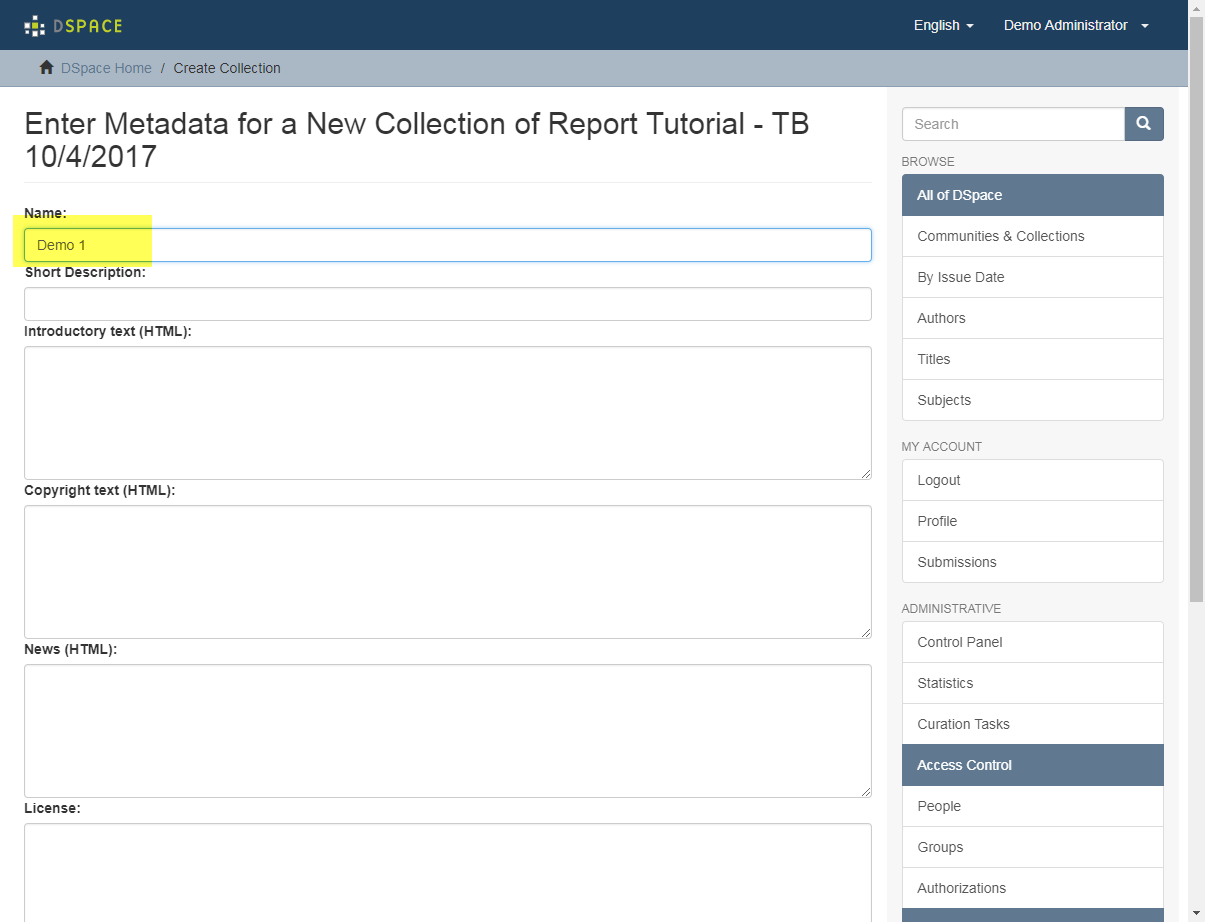 DSPACE
English
Demo Administrator
DSpace Home / Create Collection
Enter Metadata for a New Collection of Report Tutorial - TB
10/4/2017
Name:
Demo 1
Short Description:
Introductory text (HTML):
Copyright text (HTML):
News (HTML):
License:
Search
BROWSE
All of DSpace
Communities & Collections
By Issue Date
Authors
Titles
Subjects
MY ACCOUNT
Logout
Profile
Submissions
ADMINISTRATIVE
Control Panel
Statistics
Curation Tasks
Access Control
People
Groups
Authorizations